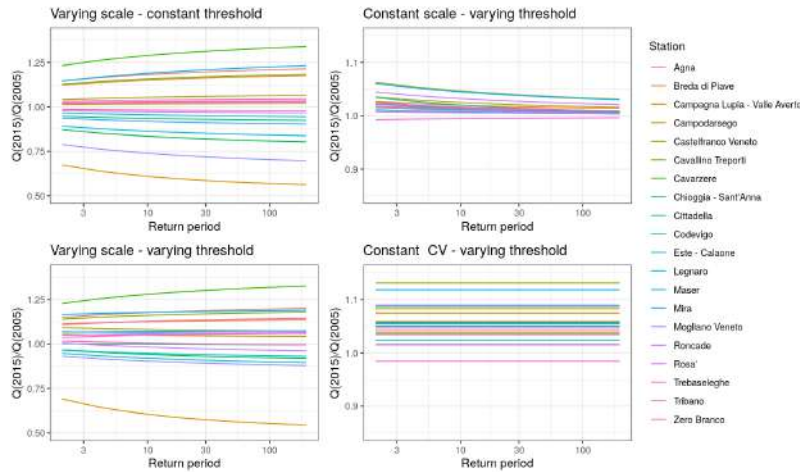 Varying scale - constant threshold
Constant scale - varying threshold
Q(2015)/Q(2005)
1.25
1.00
0.75
0.50
3
10
30
100
Return period
Q(2015)/Q(2005)
1.1
1.0
0.9
3
10
30
100
Return period
Varying scale - varying threshold
Constant CV - varying threshold
Q(2015)/Q(2005)
1.25
1.00
0.75
0.50
3
10
30
100
Return period
Q(2015)/Q(2005)
1.1
1.0
0.9
3
10
30
100
Return period
Station
Agna
Breda di Piave
Campagna Lupia - Valle Averto
Campodarsego
Castelfranco Veneto
Cavallino Treporti
Cavarzere
Chioggia - Sant'Anna
Cittadella
Codevigo
Este - Calaone
Legnaro
Maser
Mira
Mogliano Veneto
Roncade
Rosa'
Trebaseleghe
Tribano
Zero Branco